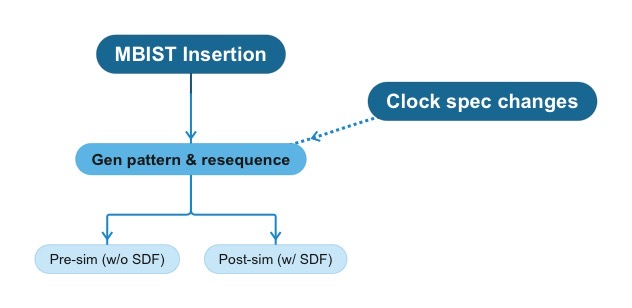 MBIST Insertion
Clock spec changes
Gen pattern & resequence
Pre-sim (w/o SDF)
Post-sim (w/ SDF)